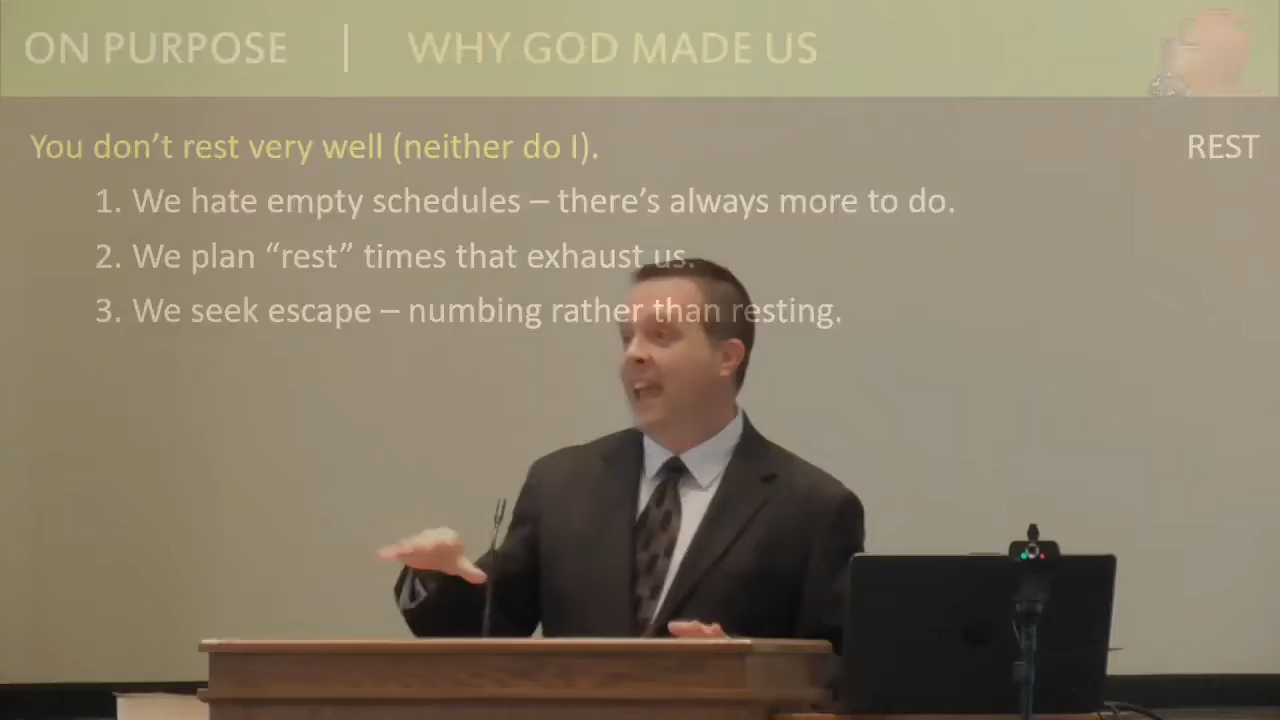 ON PURPOSE | WHY GOD MADE US
You don’t rest very well (neither do I).
REST
1. We hate empty schedules – there’s always more to do.
2. We plan “rest” times that exhaust us.
3. We seek escape – numbing rather than resting.